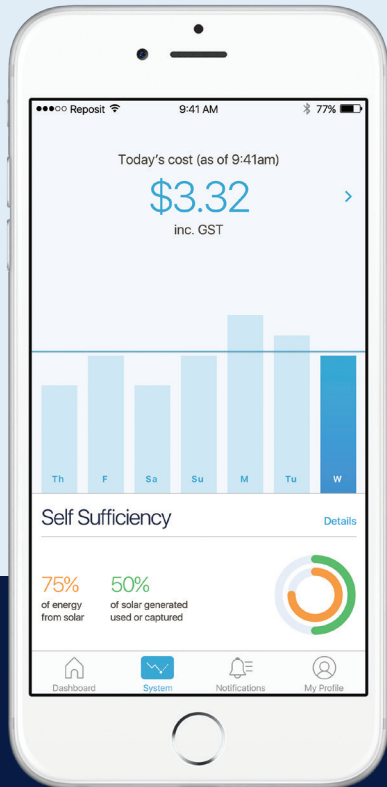 Reposit 9:41 AM 77%
Today's cost (as of 9:41am)
$3.32
inc. GST
Th F Sa Su M Tu W
Self Sufficiency Details
75% 50%
of energy of solar generated
from solar used or captured
Dashboard System Notifications My Profile